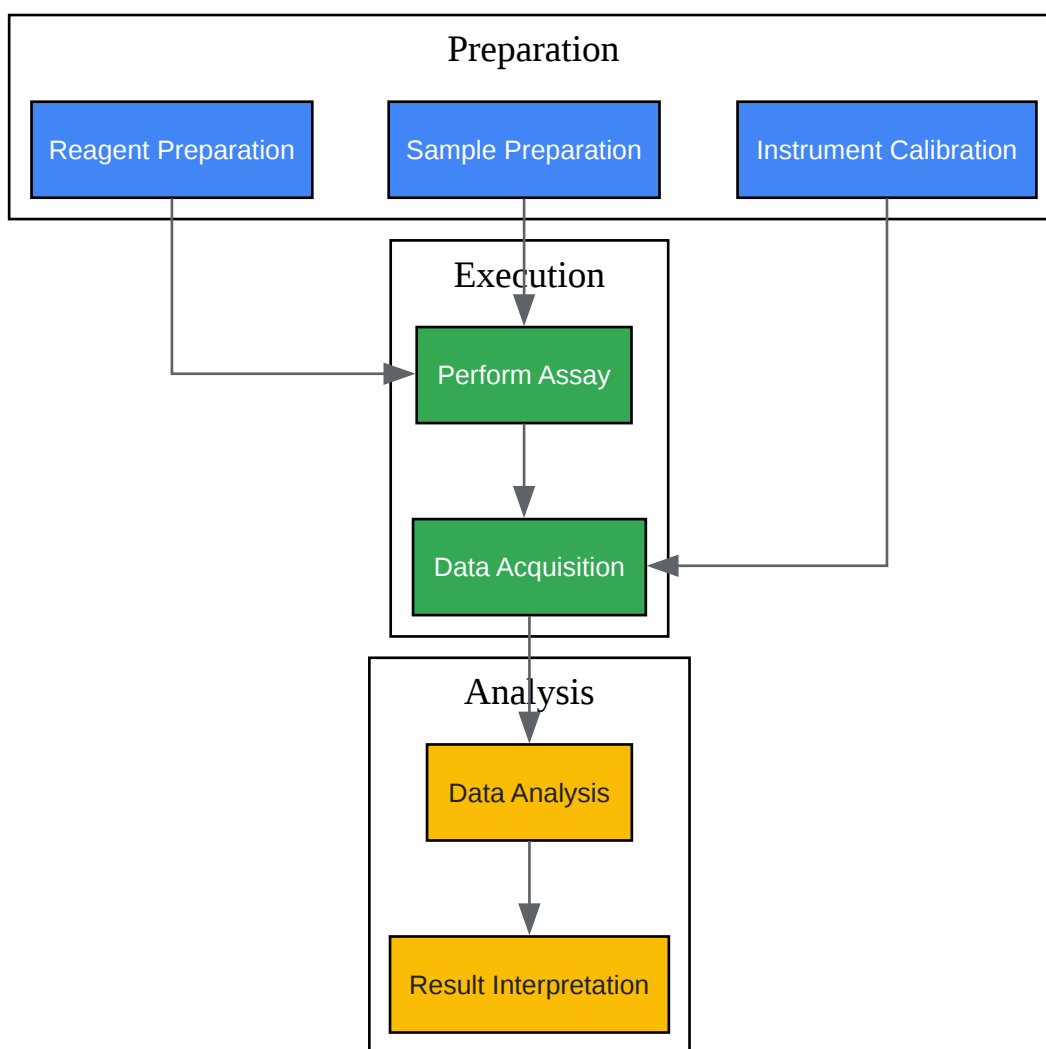 Preparation
Reagent Preparation
Sample Preparation
Instrument Calibration
Execution
Perform Assay
Data Acquisition
Analysis
Data Analysis
Result Interpretation